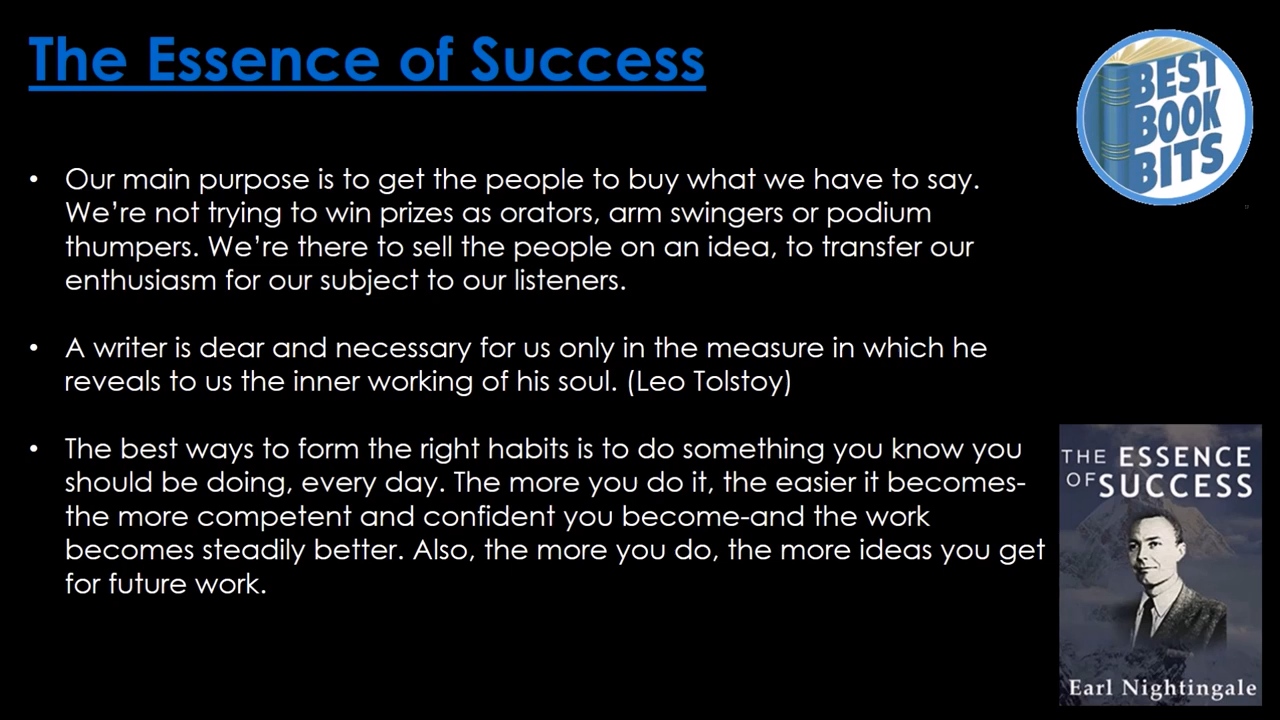 The Essence of Success
BEST
BOOK
BITS
• Our main purpose is to get the people to buy what we have to say.
We’re not trying to win prizes as orators, arm swingers or podium
thumpers. We’re there to sell the people on an idea, to transfer our
enthusiasm for our subject to our listeners.
• A writer is dear and necessary for us only in the measure in which he
reveals to us the inner working of his soul. (Leo Tolstoy)
• The best ways to form the right habits is to do something you know you
should be doing, every day. The more you do it, the easier it becomes-
the more competent and confident you become-and the work
becomes steadily better. Also, the more you do, the more ideas you get
for future work.
THE ESSENCE
OF SUCCESS
Earl Nightingale